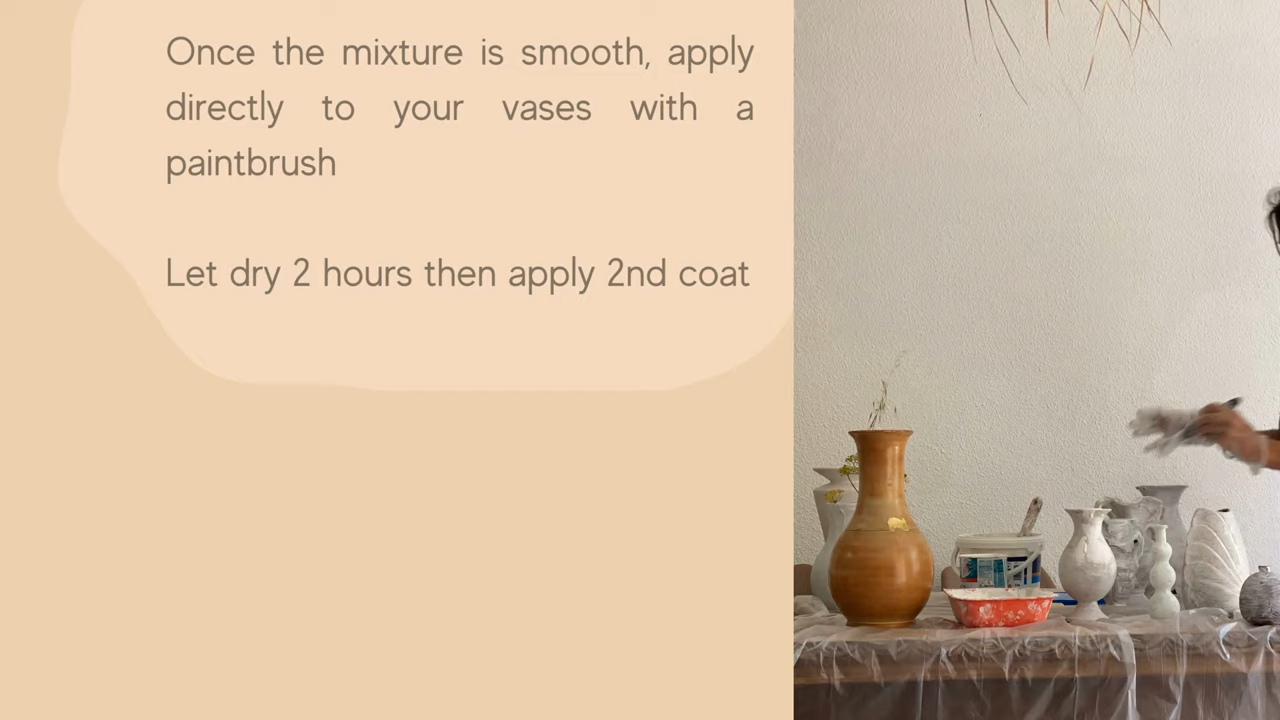 Once the mixture is smooth, apply
directly to your vases with a
paintbrush
Let dry 2 hours then apply 2nd coat